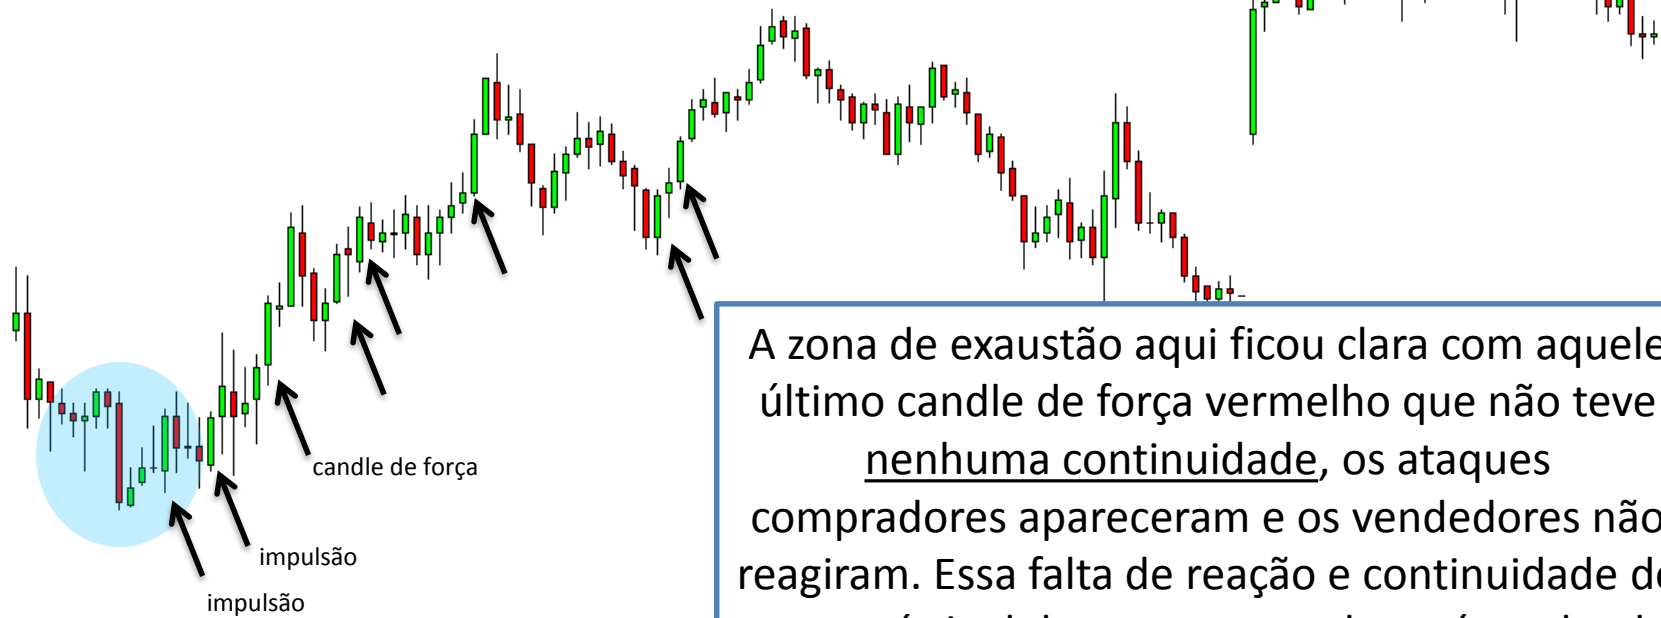 candle de força
impulsão
impulsão
A zona de exaustão aqui ficou clara com aquele
último candle de força vermelho que não teve
nenhuma continuidade, os ataques
compradores apareceram e os vendedores não
reagiram. Essa falta de reação e continuidade do